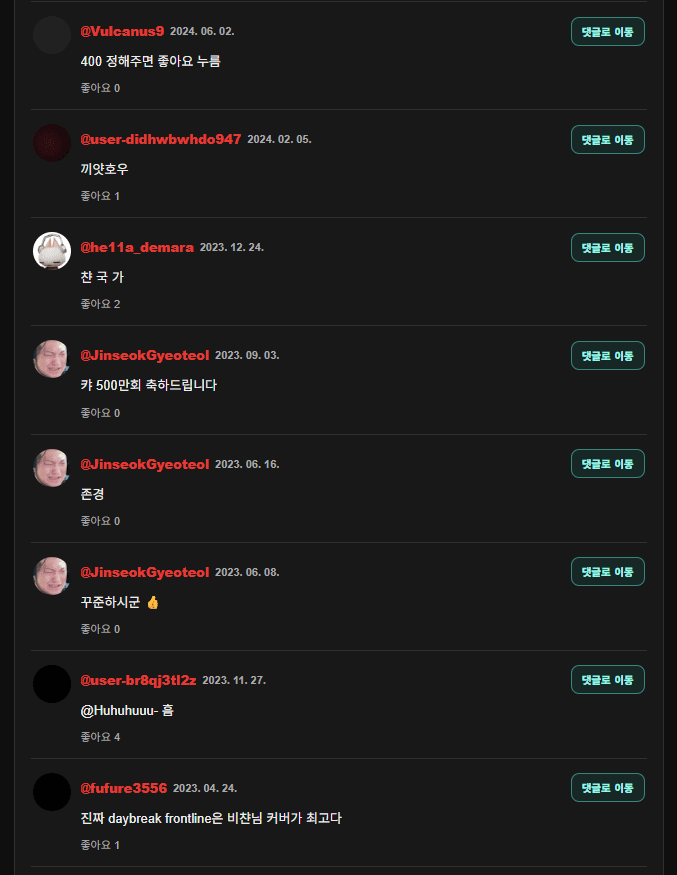 @Vulcanus9 2024. 06. 02. 댓글로 이동
400 정해주면 좋아요 누름
좋아요 0
@user-didhwbwhdo947 2024. 02. 05. 댓글로 이동
끼얏호우
좋아요 1
@he11a_demara 2023. 12. 24. 댓글로 이동
챤 국 가
좋아요 2
@JinseokGyeoteol 2023. 09. 03. 댓글로 이동
캬 500만회 축하드립니다
좋아요 0
@JinseokGyeoteol 2023. 06. 16. 댓글로 이동
존경
좋아요 0
@JinseokGyeoteol 2023. 06. 08. 댓글로 이동
꾸준하시군 👍
좋아요 0
@user-br8qj3tl2z 2023. 11. 27. 댓글로 이동
@Huhuhuuu- 흠
좋아요 4
@fufure3556 2023. 04. 24. 댓글로 이동
진짜 daybreak frontline은 비챤님 커버가 최고다
좋아요 1